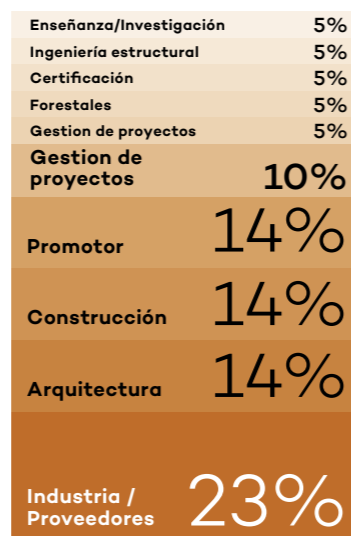 Enseñanza/Investigación 5%
Ingeniería estructural 5%
Certificación 5%
Forestales 5%
Gestion de proyectos 5%
Gestion de
proyectos 10%
Promotor 14%
Construcción 14%
Arquitectura 14%
Industria /
Proveedores 23%